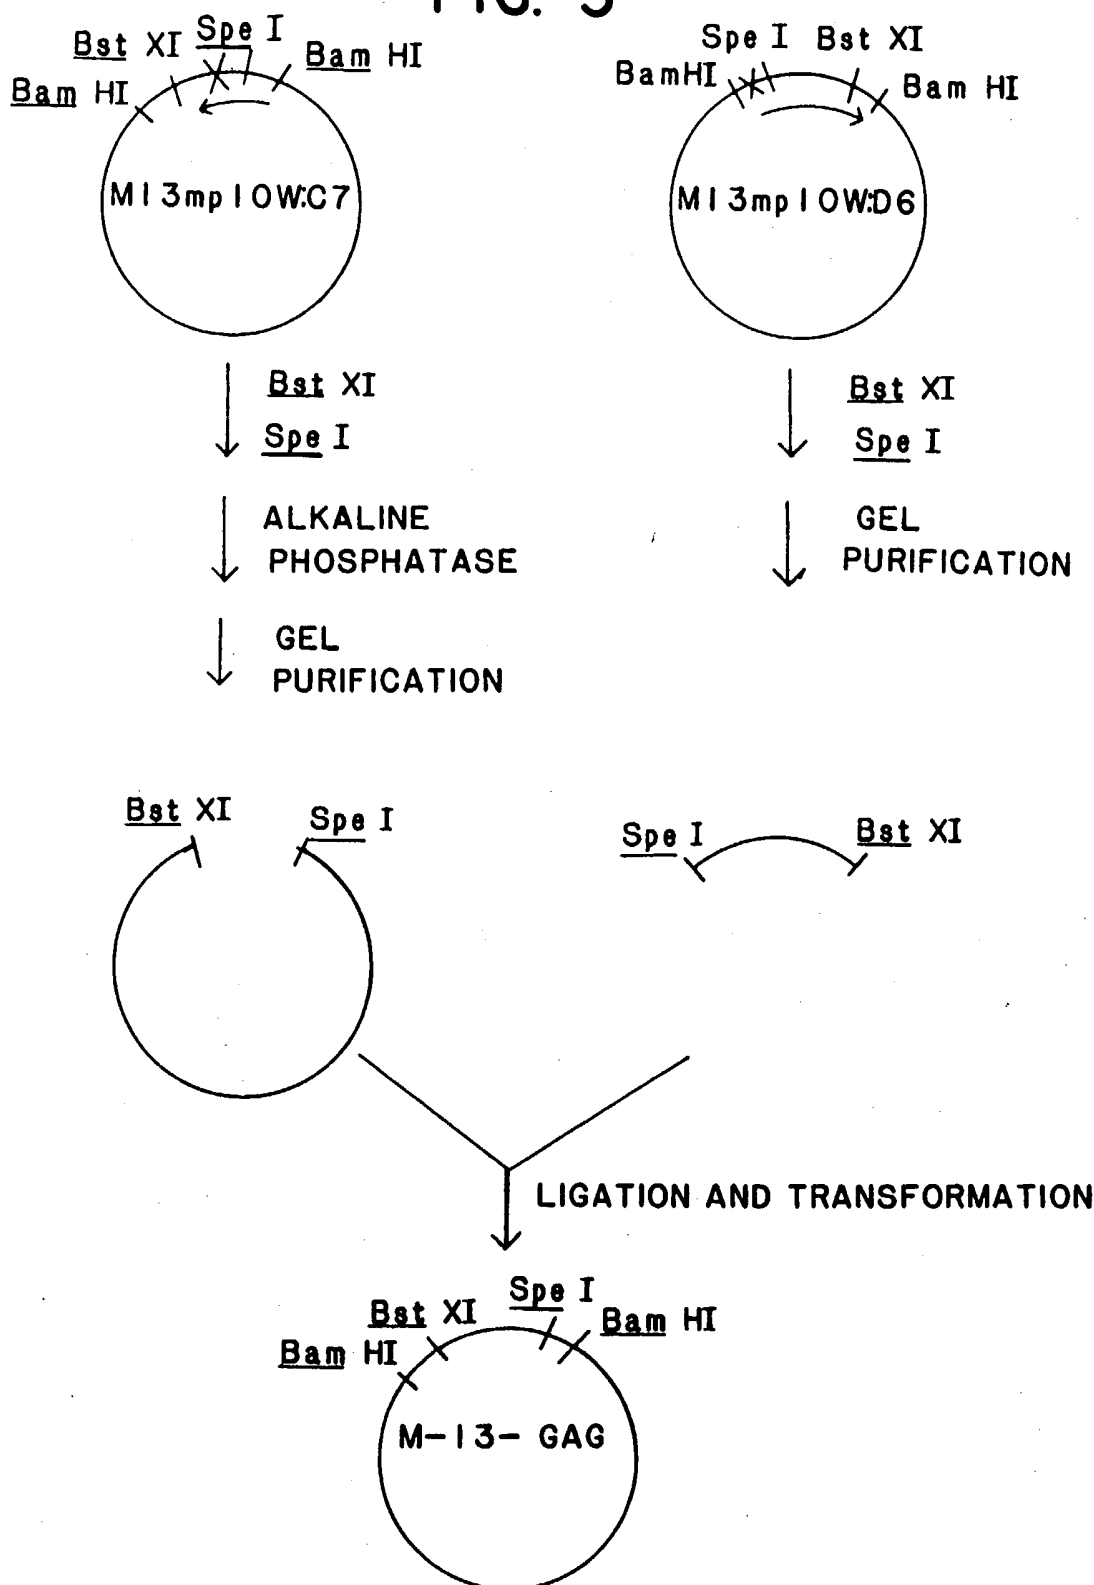 FIG. 5
Bst XI
Spe I
Bam HI
Bam HI
M13mp10W:C7
Spe I
Bst XI
BamHI
Bam HI
M13mp10W:D6
Bst XI
Spe I
ALKALINE
PHOSPHATASE
GEL
PURIFICATION
Bst XI
Spe I
GEL
PURIFICATION
Bst XI
Spe I
Spe I
Bst XI
LIGATION AND TRANSFORMATION
Spe I
Bst XI
Bam HI
Bam HI
M-13- GAG